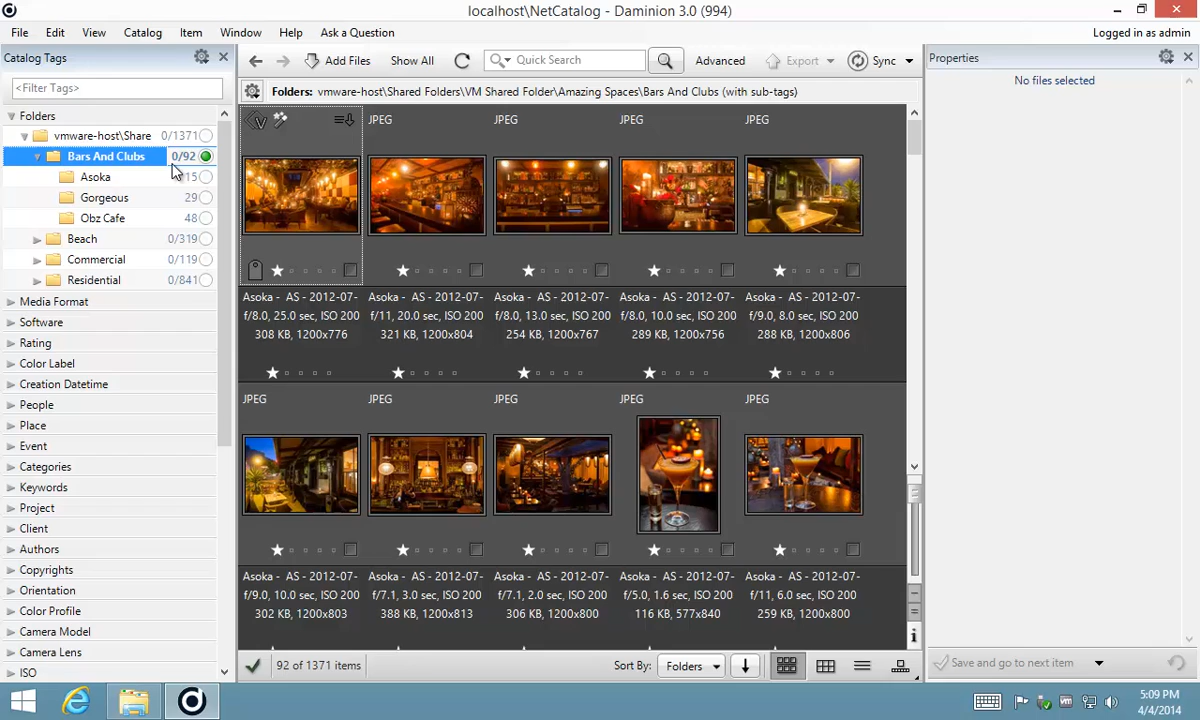 localhost\NetCatalog - Daminion 3.0 (994)
File Edit View Catalog Item Window Help Ask a Question
Logged in as admin
Catalog Tags
<Filter Tags>
Folders
vmware-host\Share 0/1371
Bars And Clubs 0/92
Asoka 15
Gorgeous 29
Obz Cafe 48
Beach 0/319
Commercial 0/119
Residential 0/841
Media Format
Software
Rating
Color Label
Creation Datetime
People
Place
Event
Categories
Keywords
Project
Client
Authors
Copyrights
Orientation
Color Profile
Camera Model
Camera Lens
ISO
Add Files Show All Quick Search Advanced Export Sync
Folders: vmware-host\Shared Folders\VM Shared Folder\Amazing Spaces\Bars And Clubs (with sub-tags)
JPEG JPEG JPEG JPEG
Asoka - AS - 2012-07- Asoka - AS - 2012-07- Asoka - AS - 2012-07- Asoka - AS - 2012-07- Asoka - AS - 2012-07-
f/8.0, 25.0 sec, ISO 200 f/11, 20.0 sec, ISO 200 f/8.0, 13.0 sec, ISO 200 f/8.0, 10.0 sec, ISO 200 f/9.0, 8.0 sec, ISO 200
308 KB, 1200x776 321 KB, 1200x804 254 KB, 1200x767 289 KB, 1200x756 288 KB, 1200x806
JPEG JPEG JPEG JPEG JPEG
Asoka - AS - 2012-07- Asoka - AS - 2012-07- Asoka - AS - 2012-07- Asoka - AS - 2012-07- Asoka - AS - 2012-07-
f/9.0, 10.0 sec, ISO 200 f/7.1, 3.0 sec, ISO 200 f/7.1, 2.0 sec, ISO 200 f/5.0, 1.6 sec, ISO 200 f/11, 6.0 sec, ISO 200
302 KB, 1200x803 388 KB, 1200x813 306 KB, 1200x800 116 KB, 577x840 259 KB, 1200x800
92 of 1371 items
Sort By: Folders
Properties
No files selected
Save and go to next item
5:09 PM
4/4/2014